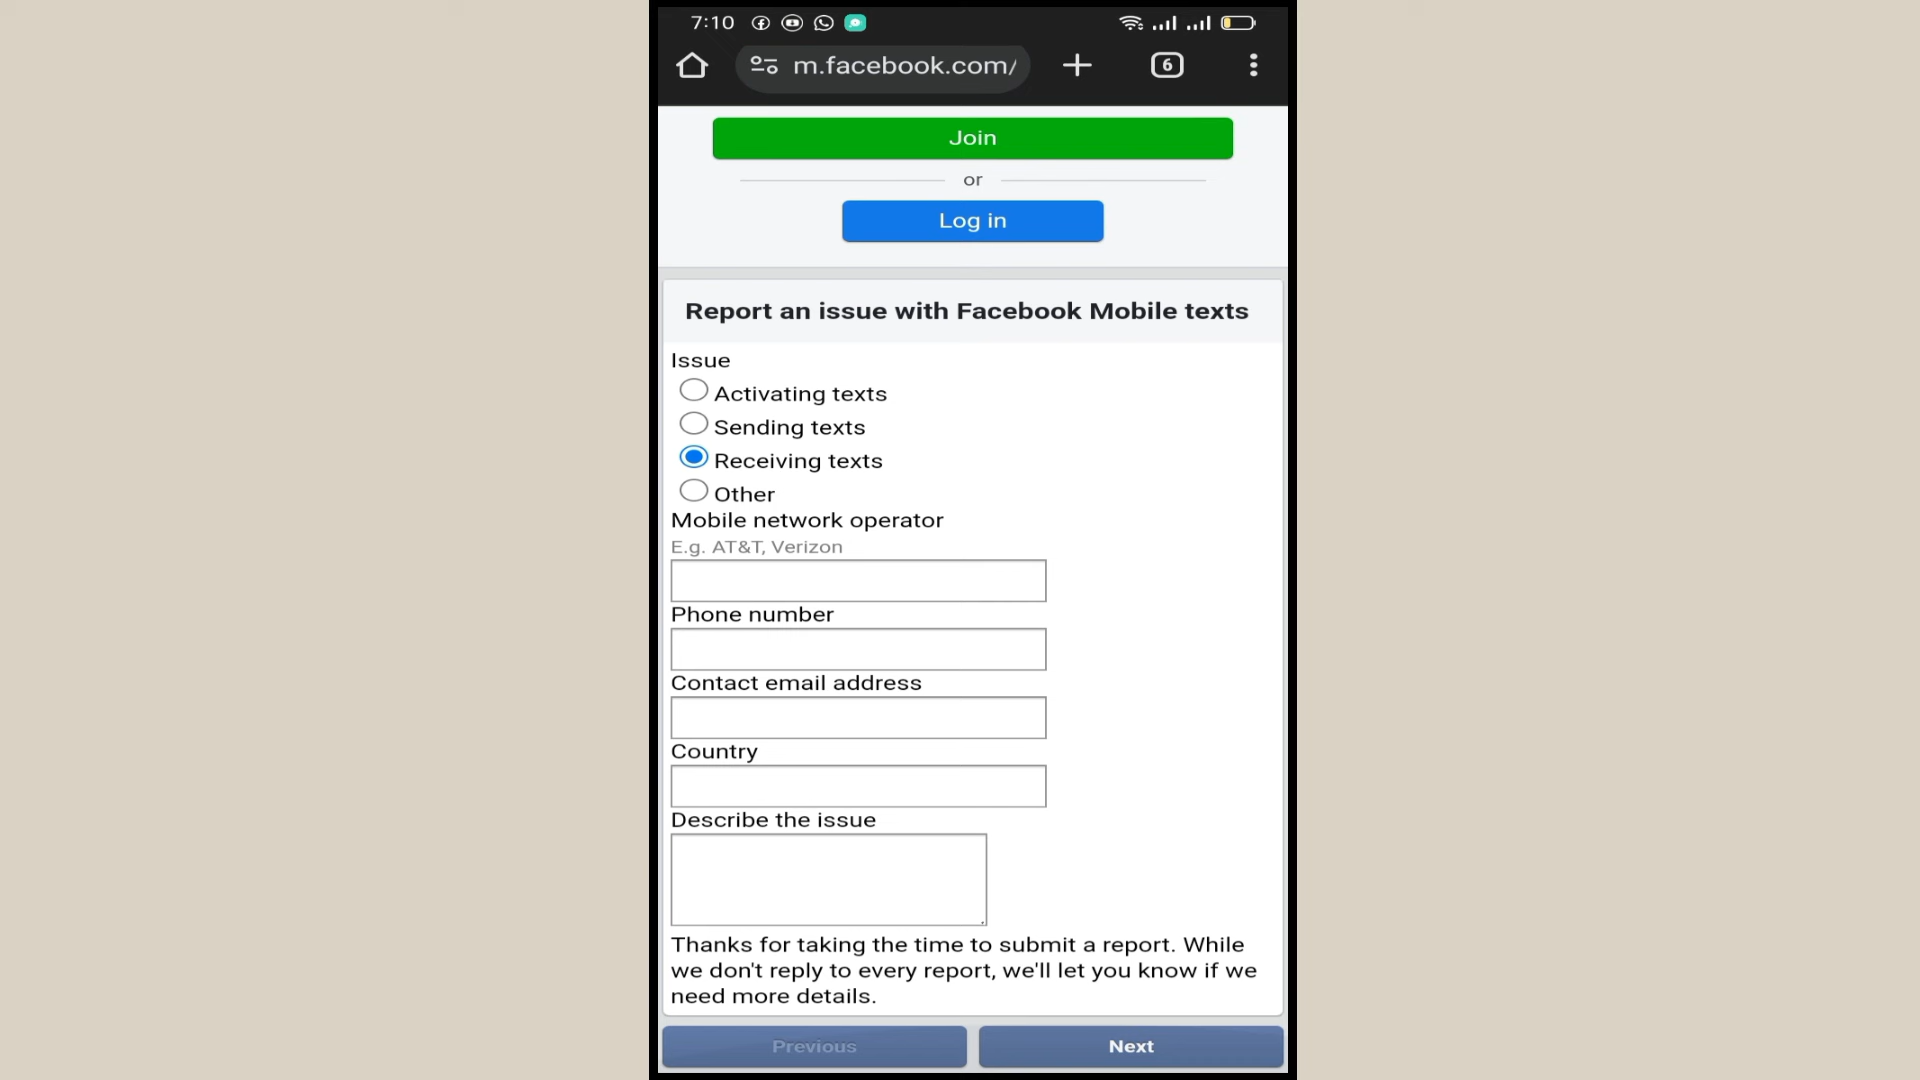 7:10
m.facebook.com/
6
Join
or
Log in
Report an issue with Facebook Mobile texts
Issue
Activating texts
Sending texts
Receiving texts
Other
Mobile network operator
E.g. AT&T, Verizon
Phone number
Contact email address
Country
Describe the issue
Thanks for taking the time to submit a report. While
we don't reply to every report, we'll let you know if we
need more details.
Previous
Next